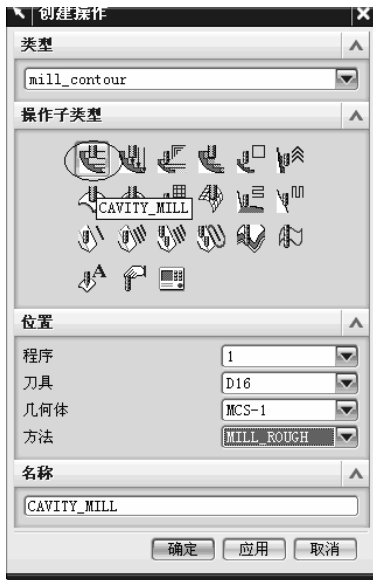 创建操作
类型
mill_contour
操作子类型
CAVITY_MILL
A
位置
程序 1
刀具 D16
几何体 MCS-1
方法 MILL_ROUGH
名称
CAVITY_MILL
确定 应用 取消